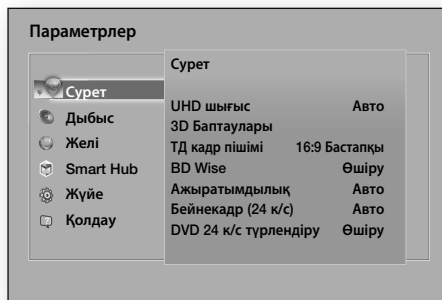 Параметрлер
Сурет
Дыбыс
Желі
Smart Hub
Жүйе
Қолдау
Сурет
UHD шығыс Авто
3D Баптаулары
ТД кадр пішімі 16:9 Бастапқы
BD Wise Өшіру
Ажыратымдылық Авто
Бейнекадр (24 к/с) Авто
DVD 24 к/с түрлендіру Өшіру